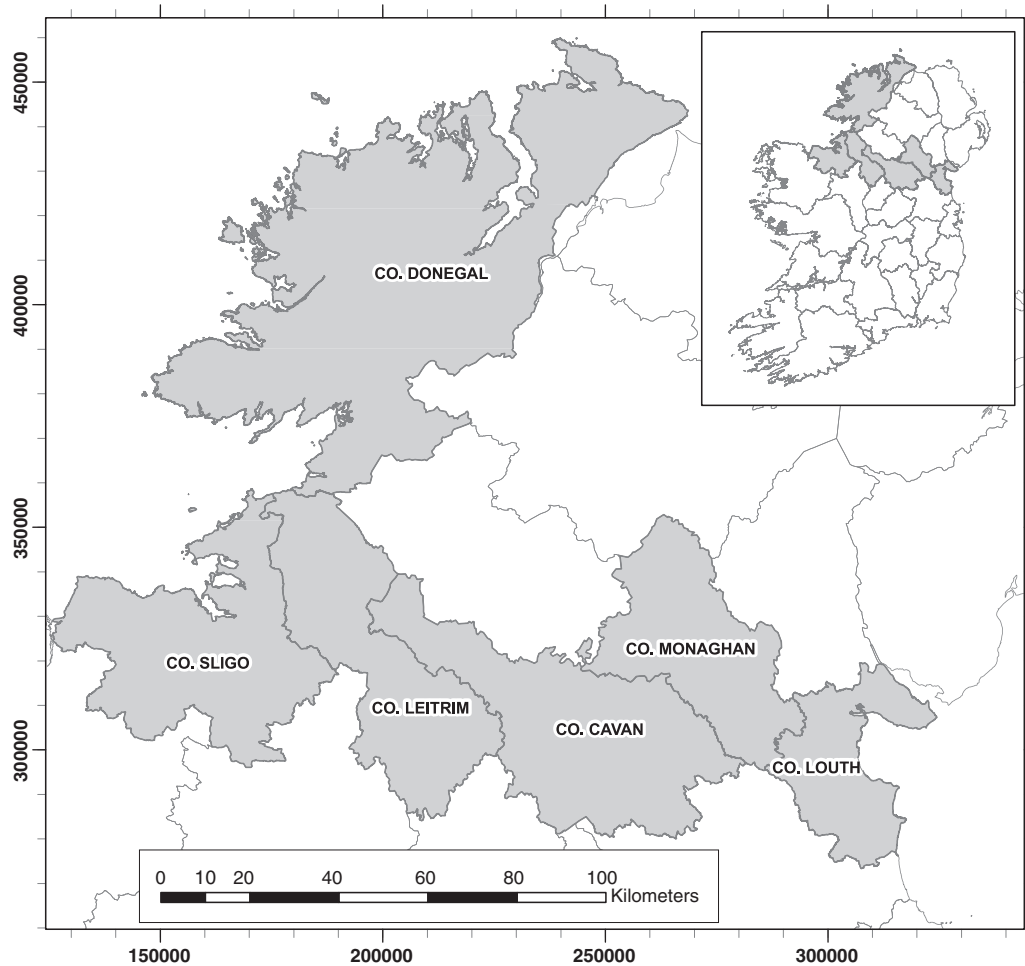 450000
400000
350000
300000
CO. DONEGAL
CO. SLIGO
CO. LEITRIM
CO. MONAGHAN
CO. CAVAN
CO. LOUTH
0 10 20 40 60 80 100
Kilometers
150000 200000 250000 300000